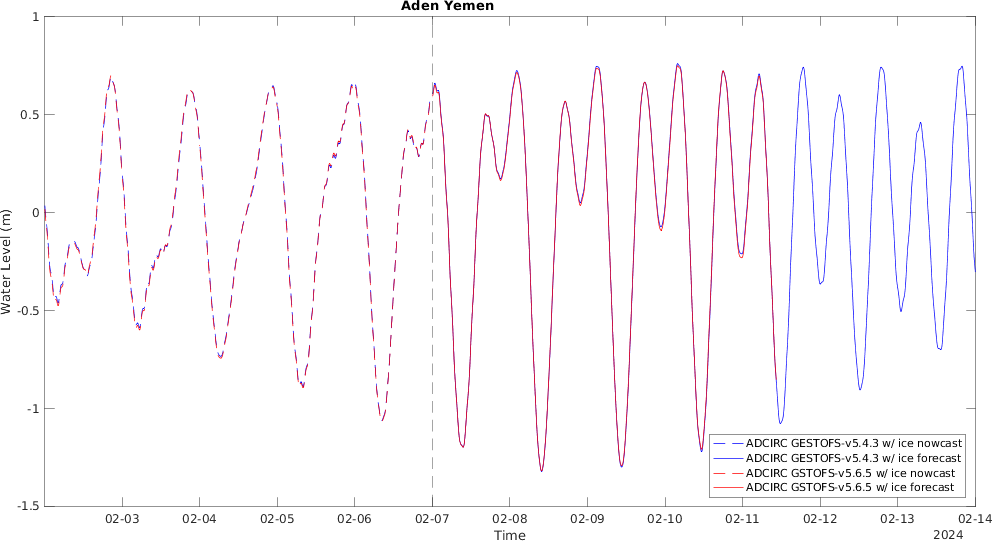 Aden Yemen
1
0.5
0
-0.5
-1
-1.5
Water Level (m)
02-03 02-04 02-05 02-06 02-07 02-08 02-09 02-10 02-11 02-12 02-13 02-14
Time
2024
ADCIRC GESTOFS-v5.4.3 w/ ice nowcast
ADCIRC GESTOFS-v5.4.3 w/ ice forecast
ADCIRC GSTOFS-v5.6.5 w/ ice nowcast
ADCIRC GSTOFS-v5.6.5 w/ ice forecast